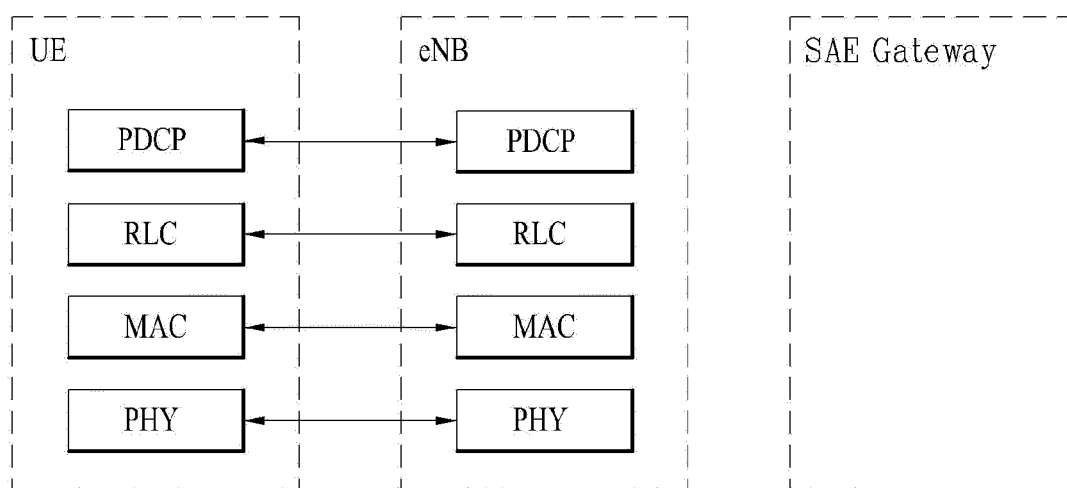 UE eNB SAE Gateway
PDCP PDCP
RLC RLC
MAC MAC
PHY PHY